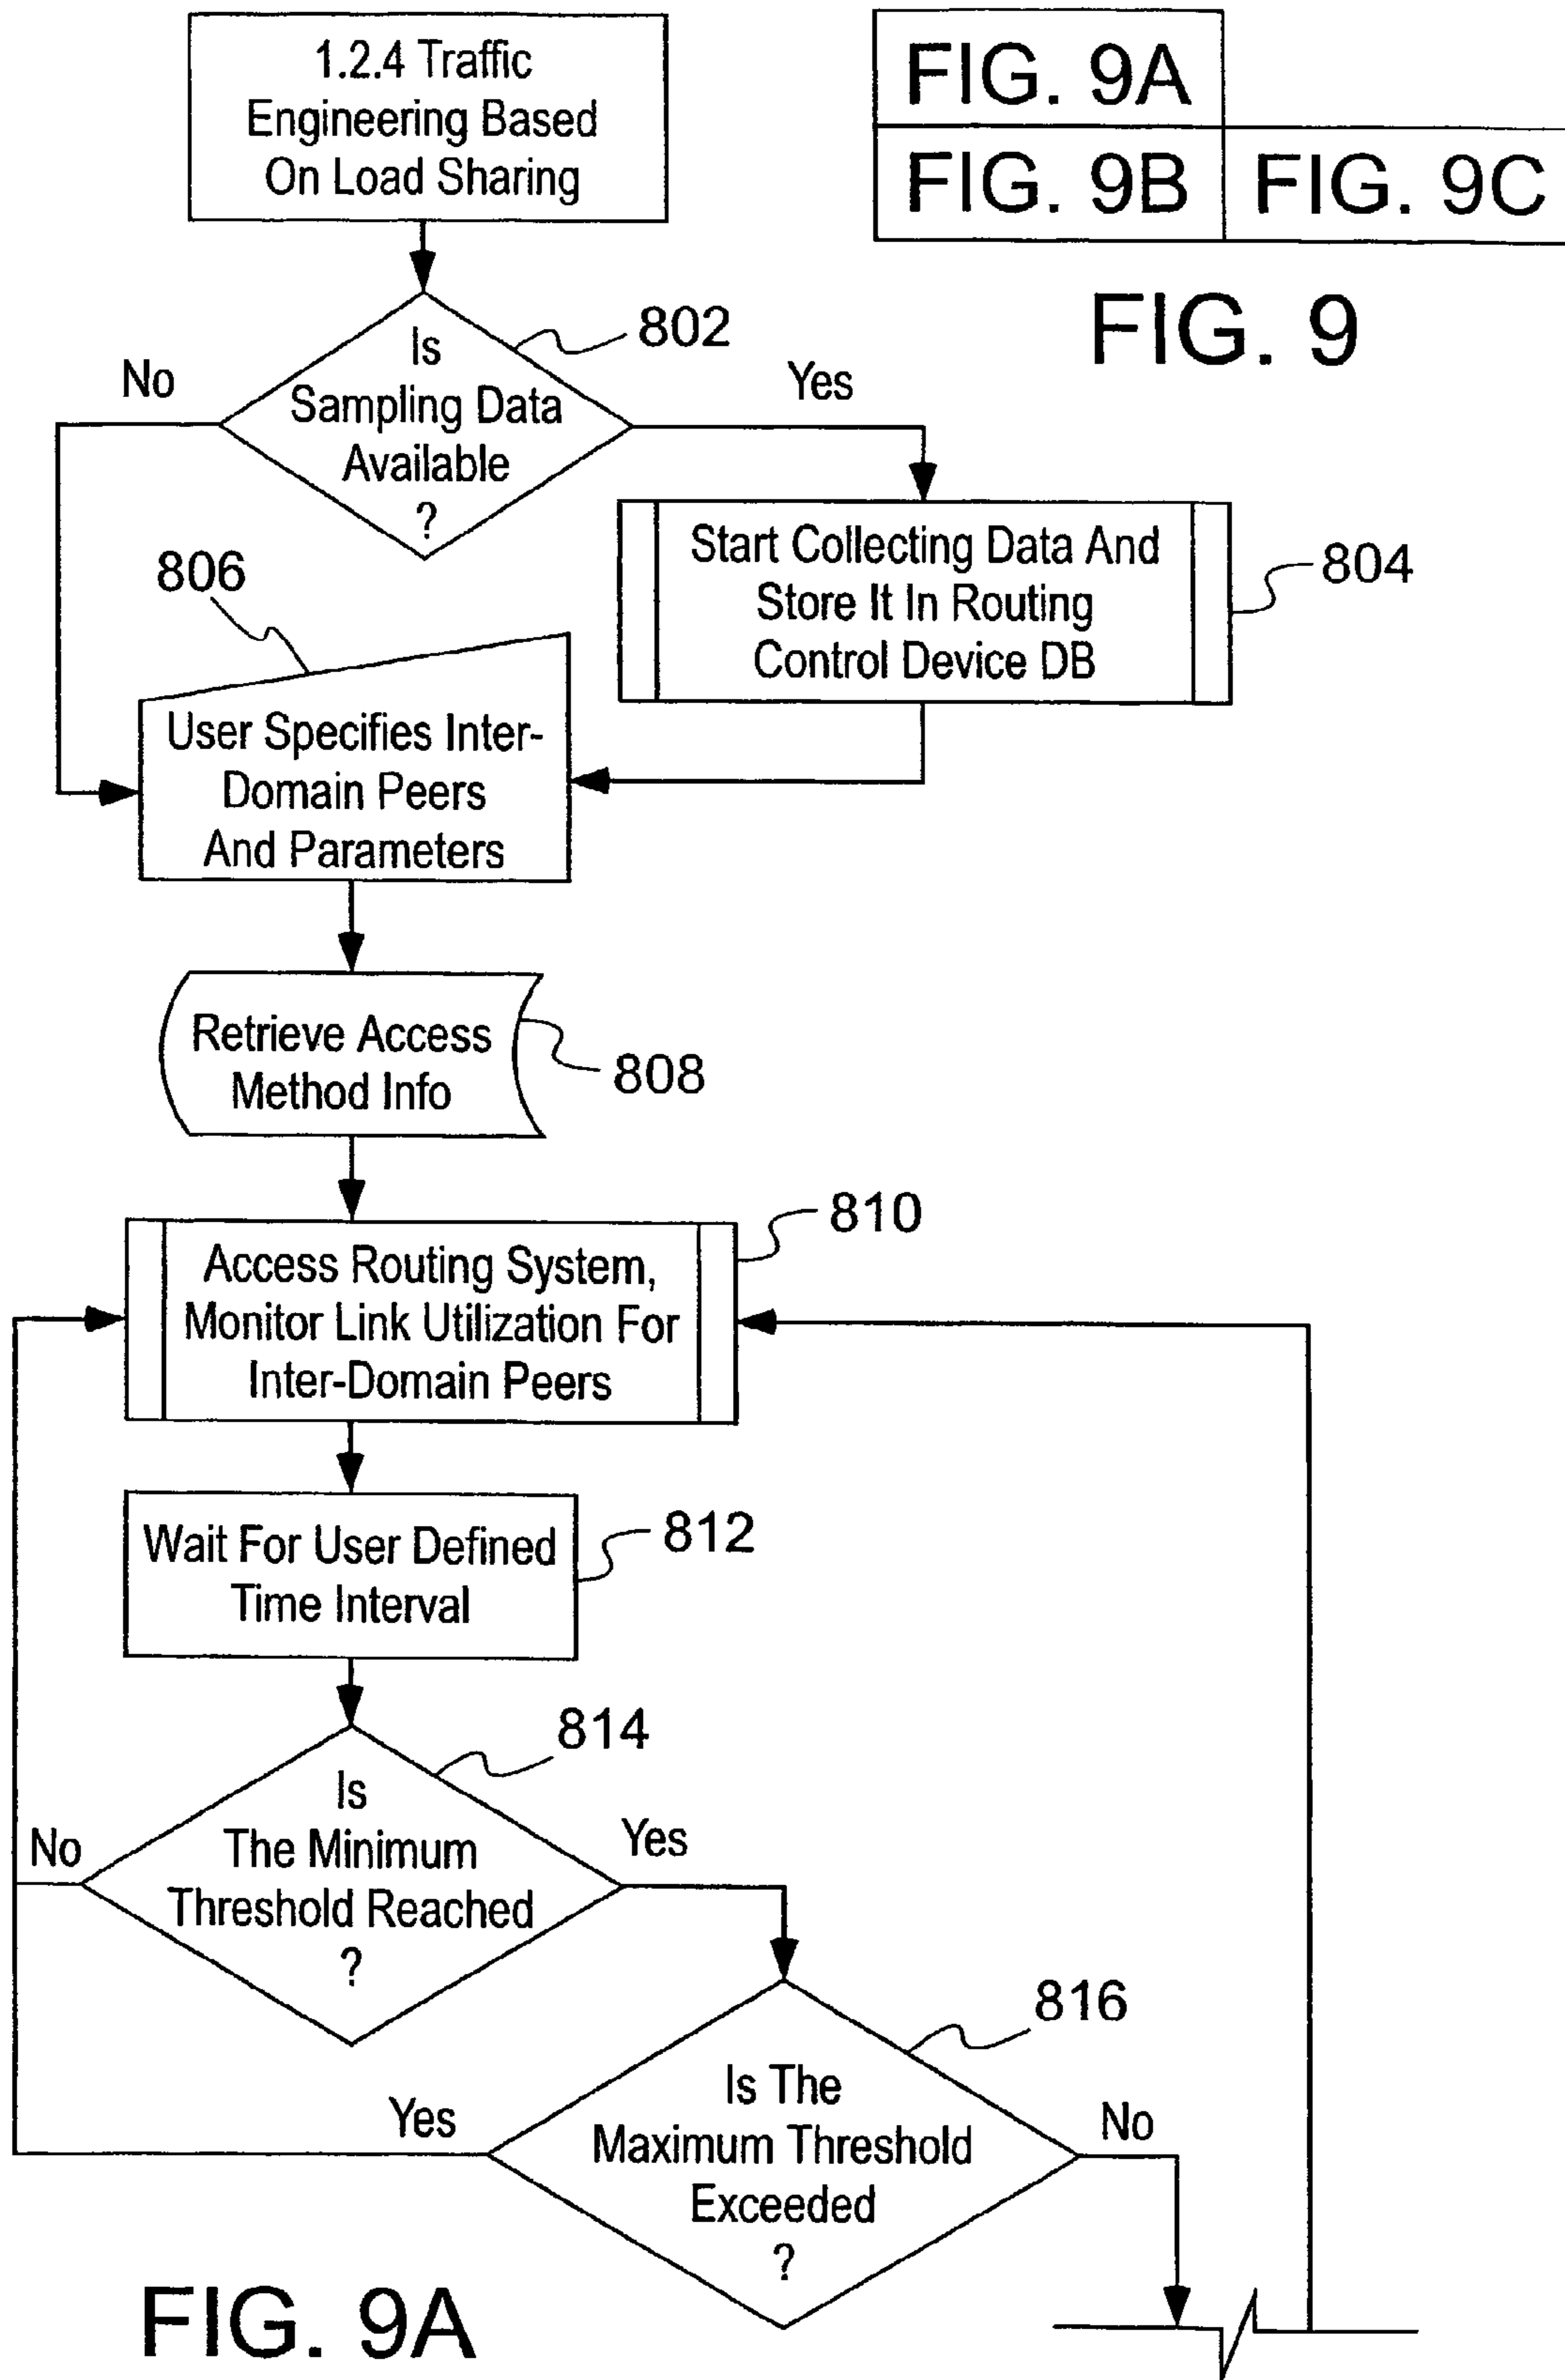 1.2.4 Traffic
Engineering Based
On Load Sharing
FIG. 9A
FIG. 9B
FIG. 9C
FIG. 9
802
Is
Sampling Data
Available
?
No
Yes
804
Start Collecting Data And
Store It In Routing
Control Device DB
806
User Specifies Inter-
Domain Peers
And Parameters
Retrieve Access
Method Info
808
810
Access Routing System,
Monitor Link Utilization For
Inter-Domain Peers
Wait For User Defined
Time Interval
812
814
Is
The Minimum
Threshold Reached
?
No
Yes
816
Is The
Maximum Threshold
Exceeded
?
Yes
No
FIG. 9A